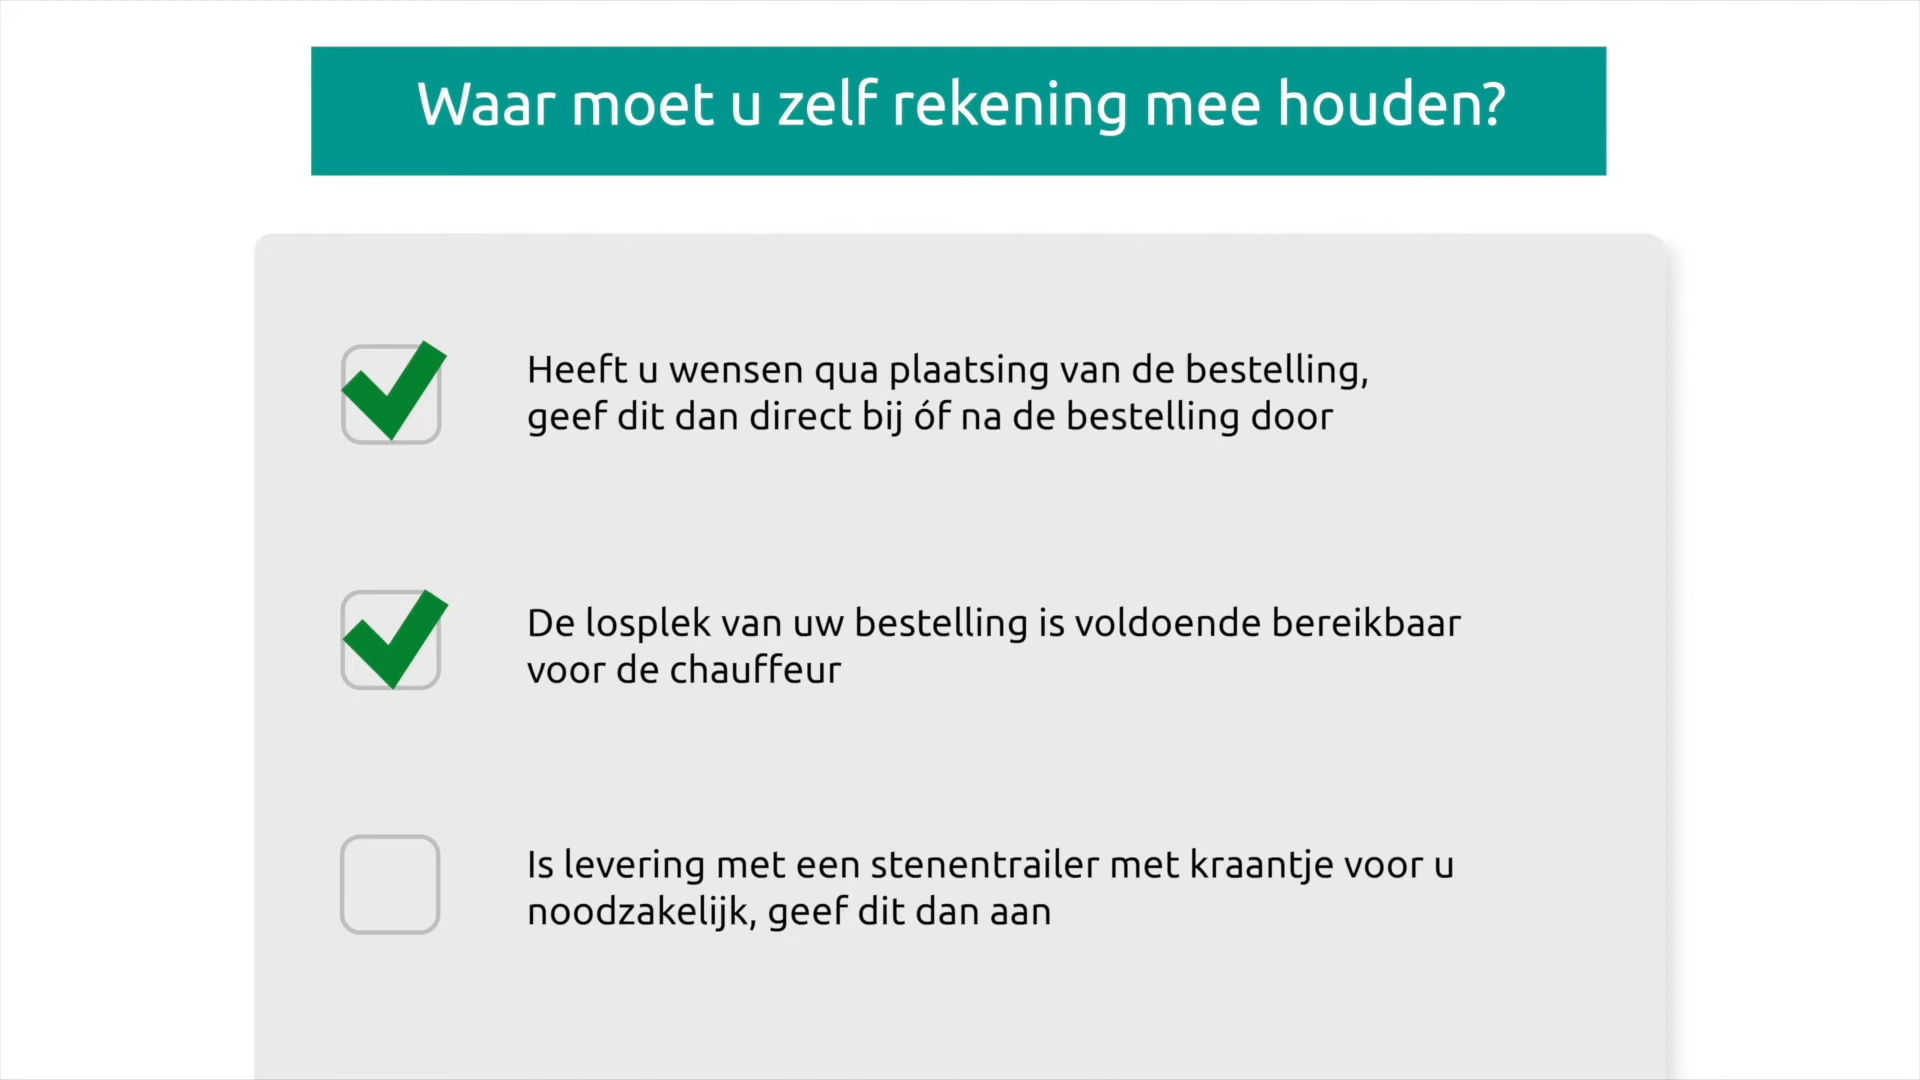 Waar moet u zelf rekening mee houden?
Heeft u wensen qua plaatsing van de bestelling,
geef dit dan direct bij óf na de bestelling door
De losplek van uw bestelling is voldoende bereikbaar
voor de chauffeur
Is levering met een stenentrailer met kraantje voor u
noodzakelijk, geef dit dan aan